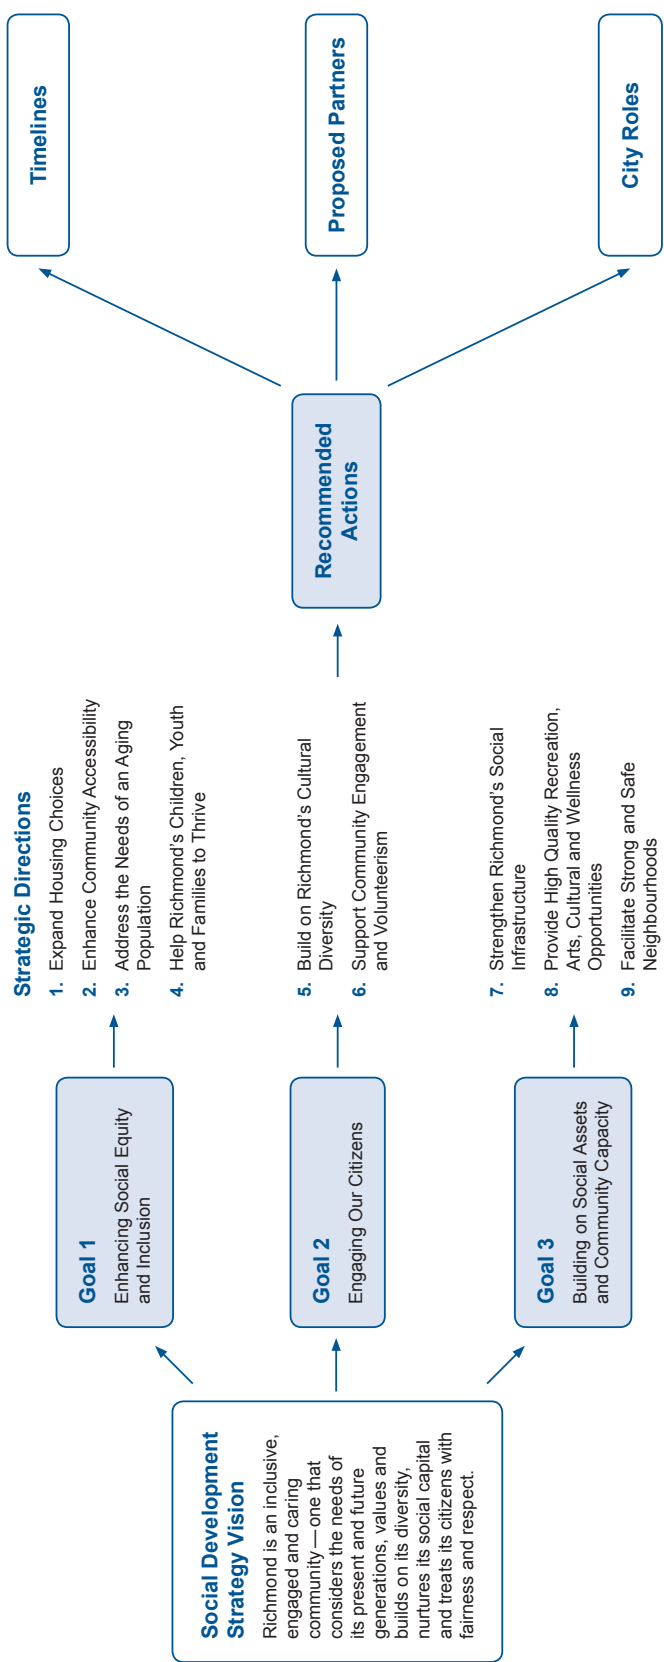 Social Development
Strategy Vision
Richmond is an inclusive,
engaged and caring
community — one that
considers the needs of
its present and future
generations, values and
builds on its diversity,
nurtures its social capital
and treats its citizens with
fairness and respect.
Goal 1
Enhancing Social Equity
and Inclusion
Goal 2
Engaging Our Citizens
Goal 3
Building on Social Assets
and Community Capacity
Strategic Directions
1. Expand Housing Choices
2. Enhance Community Accessibility
3. Address the Needs of an Aging
Population
4. Help Richmond's Children, Youth
and Families to Thrive
5. Build on Richmond's Cultural
Diversity
6. Support Community Engagement
and Volunteerism
7. Strengthen Richmond's Social
Infrastructure
8. Provide High Quality Recreation,
Arts, Cultural and Wellness
Opportunities
9. Facilitate Strong and Safe
Neighbourhoods
Recommended
Actions
Timelines
Proposed Partners
City Roles